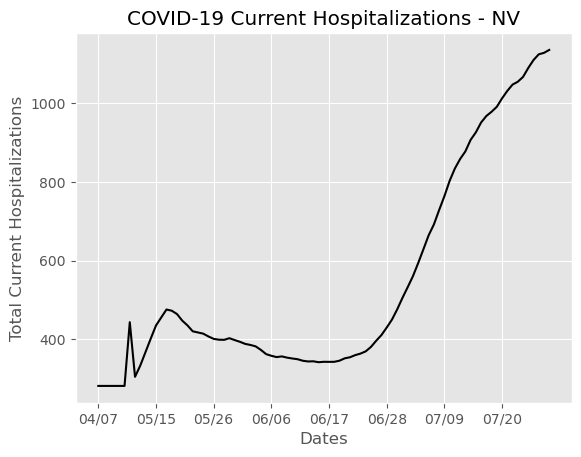 COVID-19 Current Hospitalizations - NV
Total Current Hospitalizations
1000
800
600
400
04/07 05/15 05/26 06/06 06/17 06/28 07/09 07/20
Dates